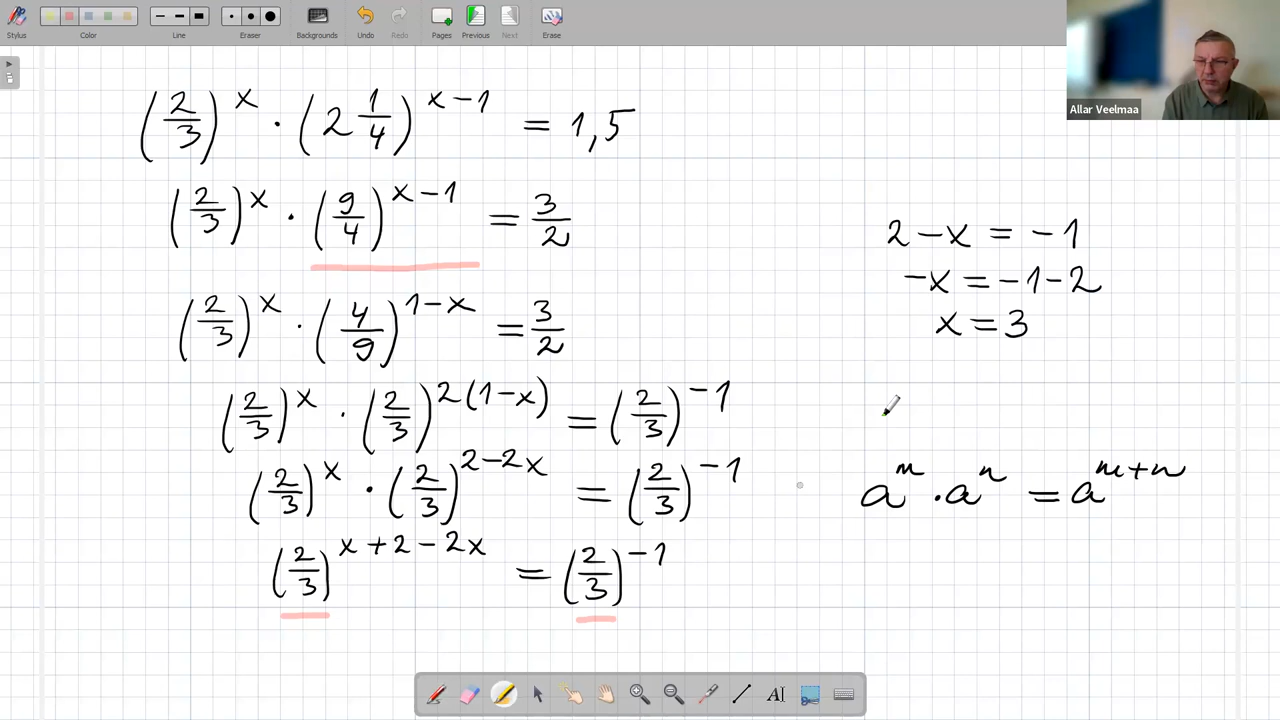 Stylus Color Line Eraser Backgrounds Undo Redo Pages Previous Next Erase
Allar Veelmaa
(2/3)^x · (2 1/4)^(x-1) = 1,5
(2/3)^x · (9/4)^(x-1) = 3/2
(2/3)^x · (4/9)^(1-x) = 3/2
(2/3)^x · (2/3)^(2(1-x)) = (2/3)^(-1)
(2/3)^x · (2/3)^(2-2x) = (2/3)^(-1)
(2/3)^(x+2-2x) = (2/3)^(-1)
2-x = -1
-x = -1-2
x = 3
a^m · a^n = a^(m+n)
AI